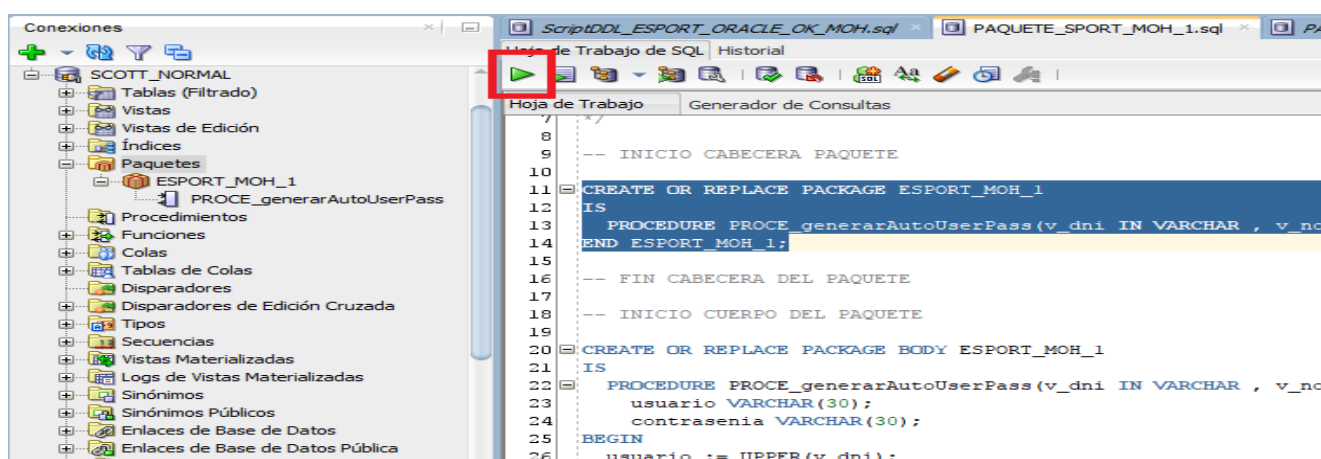 Conexiones
SCOTT_NORMAL
Tablas (Filtrado)
Vistas
Vistas de Edición
Índices
Paquetes
ESPORT_MOH_1
PROCE_generarAutoUserPass
Procedimientos
Funciones
Colas
Tablas de Colas
Disparadores
Disparadores de Edición Cruzada
Tipos
Secuencias
Vistas Materializadas
Logs de Vistas Materializadas
Sinónimos
Sinónimos Públicos
Enlaces de Base de Datos
Enlaces de Base de Datos Pública
ScriptDDL_ESPORT_ORACLE_OK_MOH.sql
PAQUETE_SPORT_MOH_1.sql
PA
Hoja de Trabajo de SQL Historial
Hoja de Trabajo Generador de Consultas
7 */
8
9 -- INICIO CABECERA PAQUETE
10
11 CREATE OR REPLACE PACKAGE ESPORT_MOH_1
12 IS
13 PROCEDURE PROCE_generarAutoUserPass(v_dni IN VARCHAR , v_no
14 END ESPORT_MOH_1;
15
16 -- FIN CABECERA DEL PAQUETE
17
18 -- INICIO CUERPO DEL PAQUETE
19
20 CREATE OR REPLACE PACKAGE BODY ESPORT_MOH_1
21 IS
22 PROCEDURE PROCE_generarAutoUserPass(v_dni IN VARCHAR , v_no
23 usuario VARCHAR(30);
24 contrasenia VARCHAR(30);
25 BEGIN
26 usuario := UPPER(v_dni);